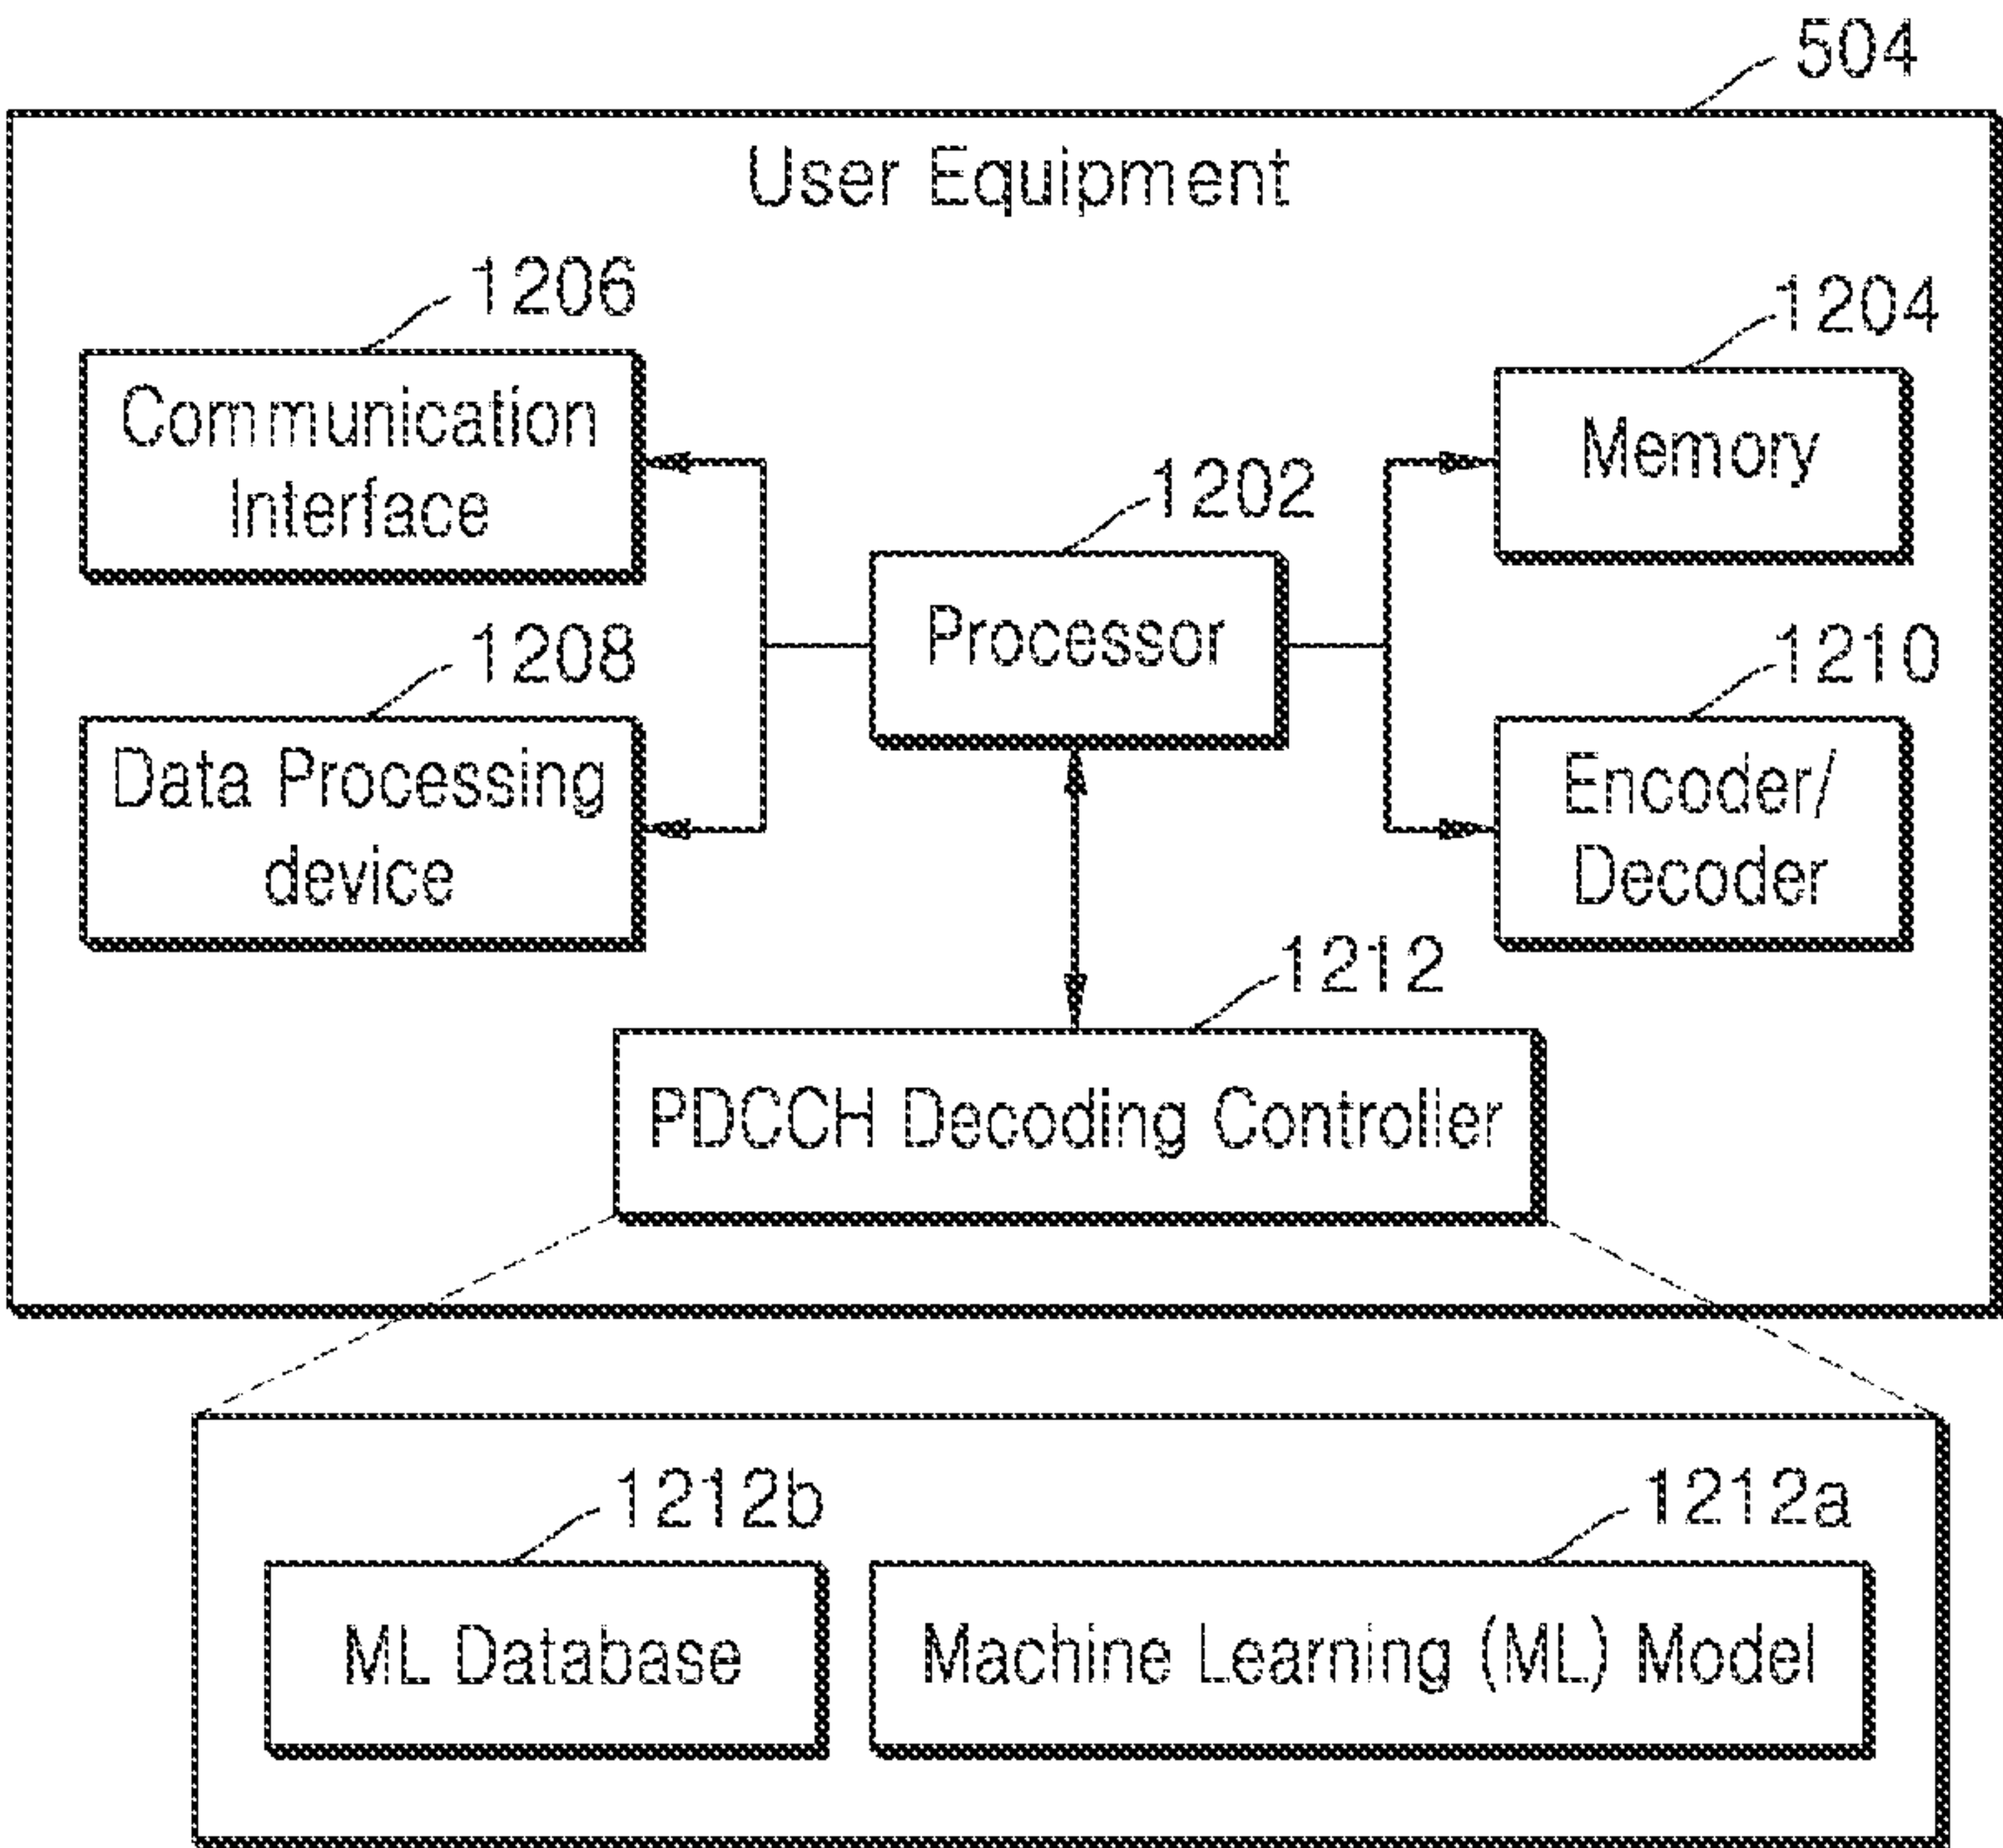 504
User Equipment
1206
Communication
Interface
1204
Memory
1202
Processor
1208
Data Processing
device
1210
Encoder/
Decoder
1212
PDCCH Decoding Controller
1212b
ML Database
1212a
Machine Learning (ML) Model